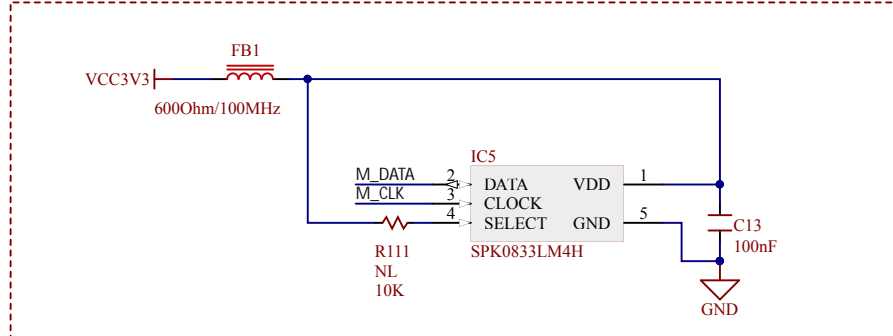 FB1
VCC3V3
600Ohm/100MHz
IC5
M_DATA 2 DATA VDD 1
M_CLK 3 CLOCK
4 SELECT GND 5
R111 SPK0833LM4H C13
NL 100nF
10K
GND